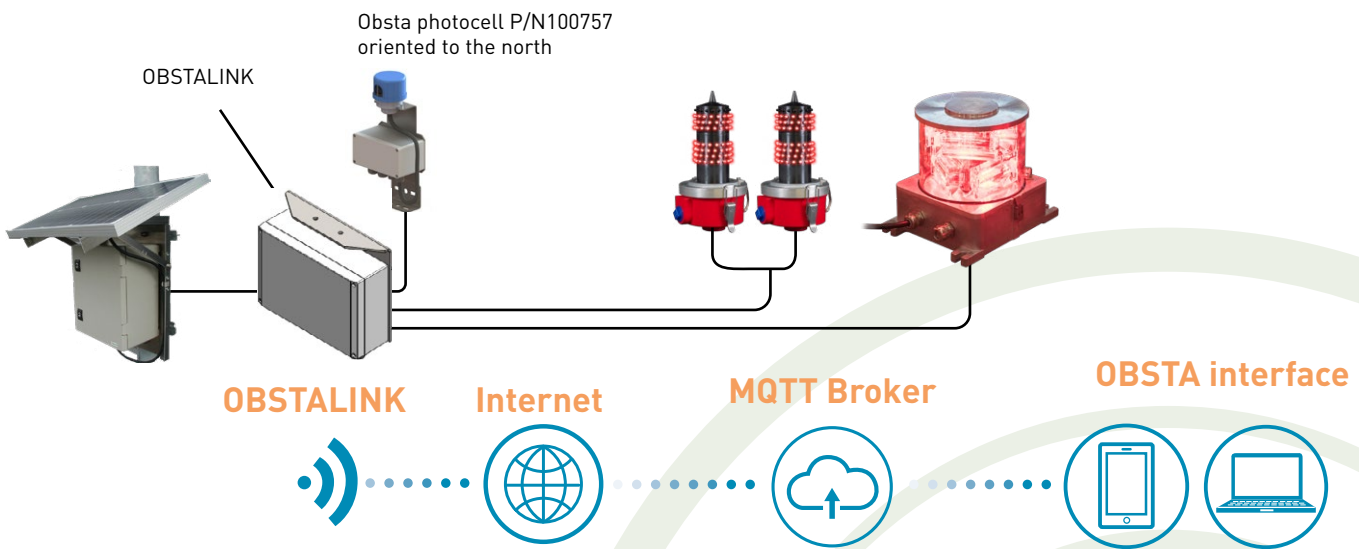 Obsta photocell P/N100757
oriented to the north
OBSTALINK
OBSTALINK
Internet
MQTT Broker
OBSTA interface